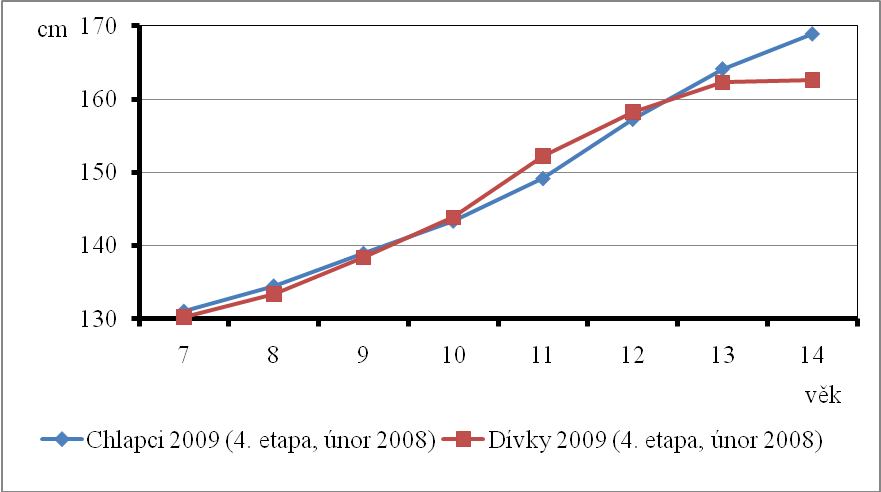 cm
170
160
150
140
130
7 8 9 10 11 12 13 14
věk
Chlapci 2009 (4. etapa, únor 2008) Dívky 2009 (4. etapa, únor 2008)